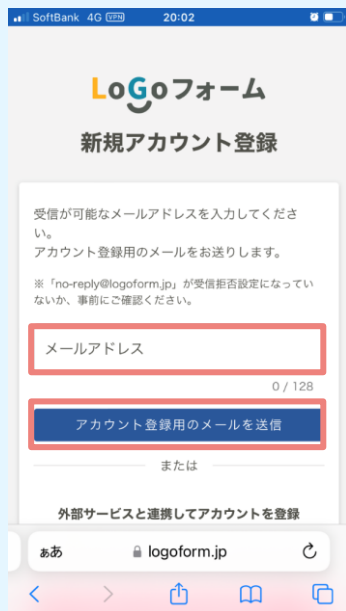 SoftBank 4G VPN 20:02
LoGoフォーム
新規アカウント登録
受信が可能なメールアドレスを入力してくださ
い。
アカウント登録用のメールをお送りします。
※「no-reply@logoform.jp」が受信拒否設定になってい
ないか、事前にご確認ください。
メールアドレス
0 / 128
アカウント登録用のメールを送信
または
外部サービスと連携してアカウントを登録
ぁあ logoform.jp